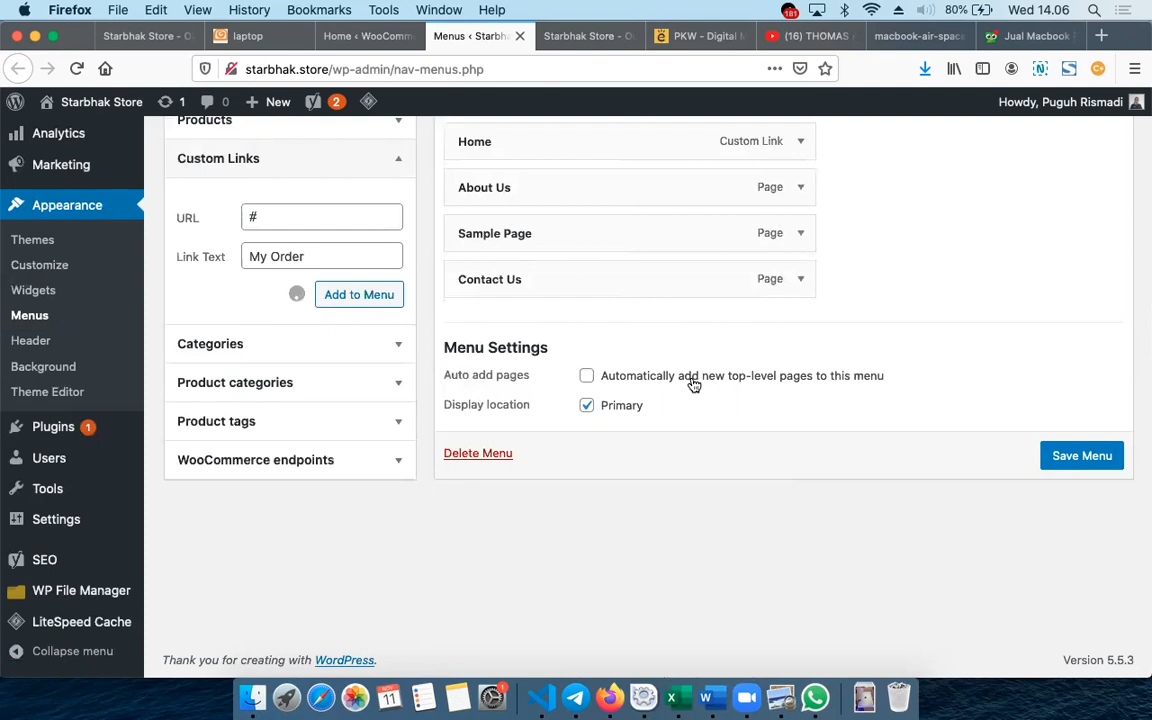 Firefox File Edit View History Bookmarks Tools Window Help 181 80% Wed 14.06
Starbhak Store - O laptop Home < WooComm Menus < Starbh Starbhak Store - O PKW - Digital M (16) THOMAS A macbook-air-spac Jual Macbook
starbhak.store/wp-admin/nav-menus.php
Starbhak Store 1 0 New 2 Howdy, Puguh Rismadi
Analytics
Marketing
Appearance
Themes
Customize
Widgets
Menus
Header
Background
Theme Editor
Plugins 1
Users
Tools
Settings
SEO
WP File Manager
LiteSpeed Cache
Collapse menu
Products
Custom Links
URL #
Link Text My Order
Add to Menu
Categories
Product categories
Product tags
WooCommerce endpoints
Home Custom Link
About Us Page
Sample Page Page
Contact Us Page
Menu Settings
Auto add pages Automatically add new top-level pages to this menu
Display location Primary
Delete Menu Save Menu
Thank you for creating with WordPress. Version 5.5.3